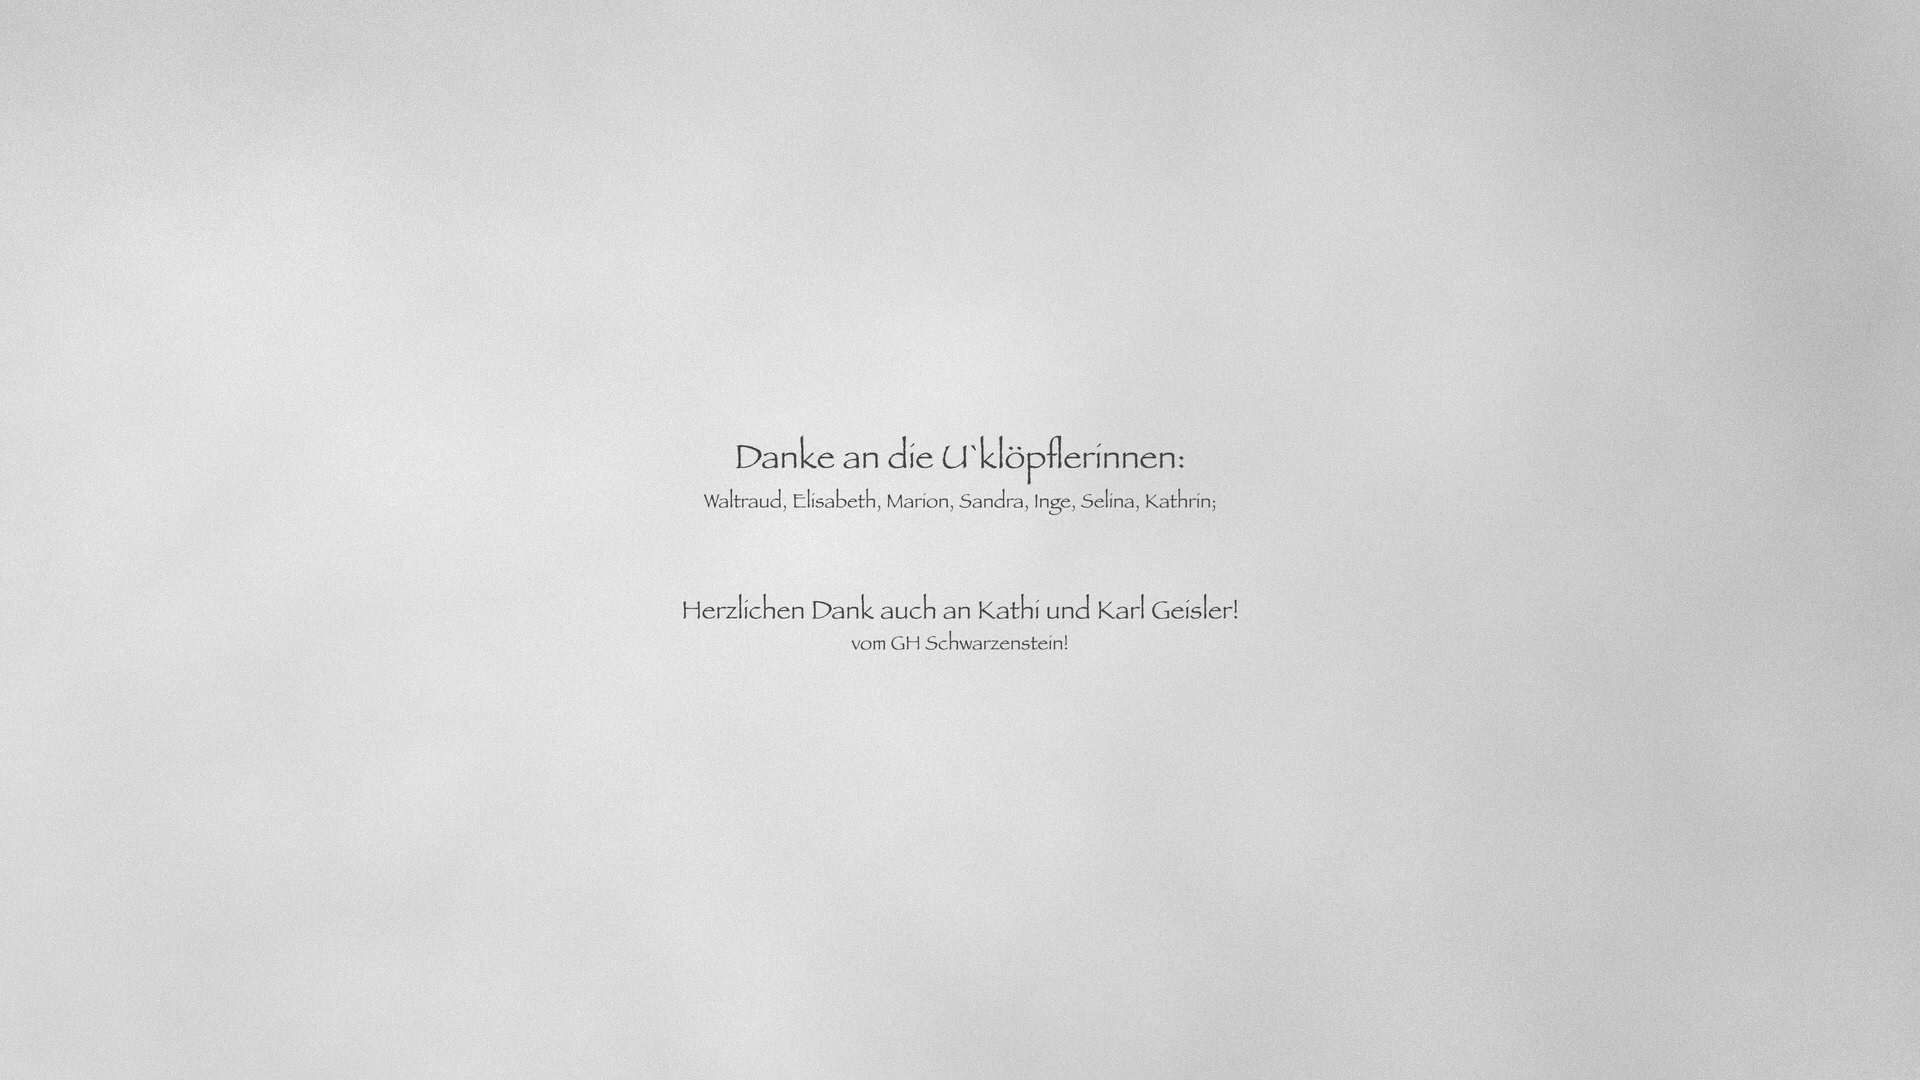 Danke an die U`klöpflerinnen:
Waltraud, Elisabeth, Marion, Sandra, Inge, Selina, Kathrin;
Herzlichen Dank auch an Kathi und Karl Geisler!
vom GH Schwarzenstein!